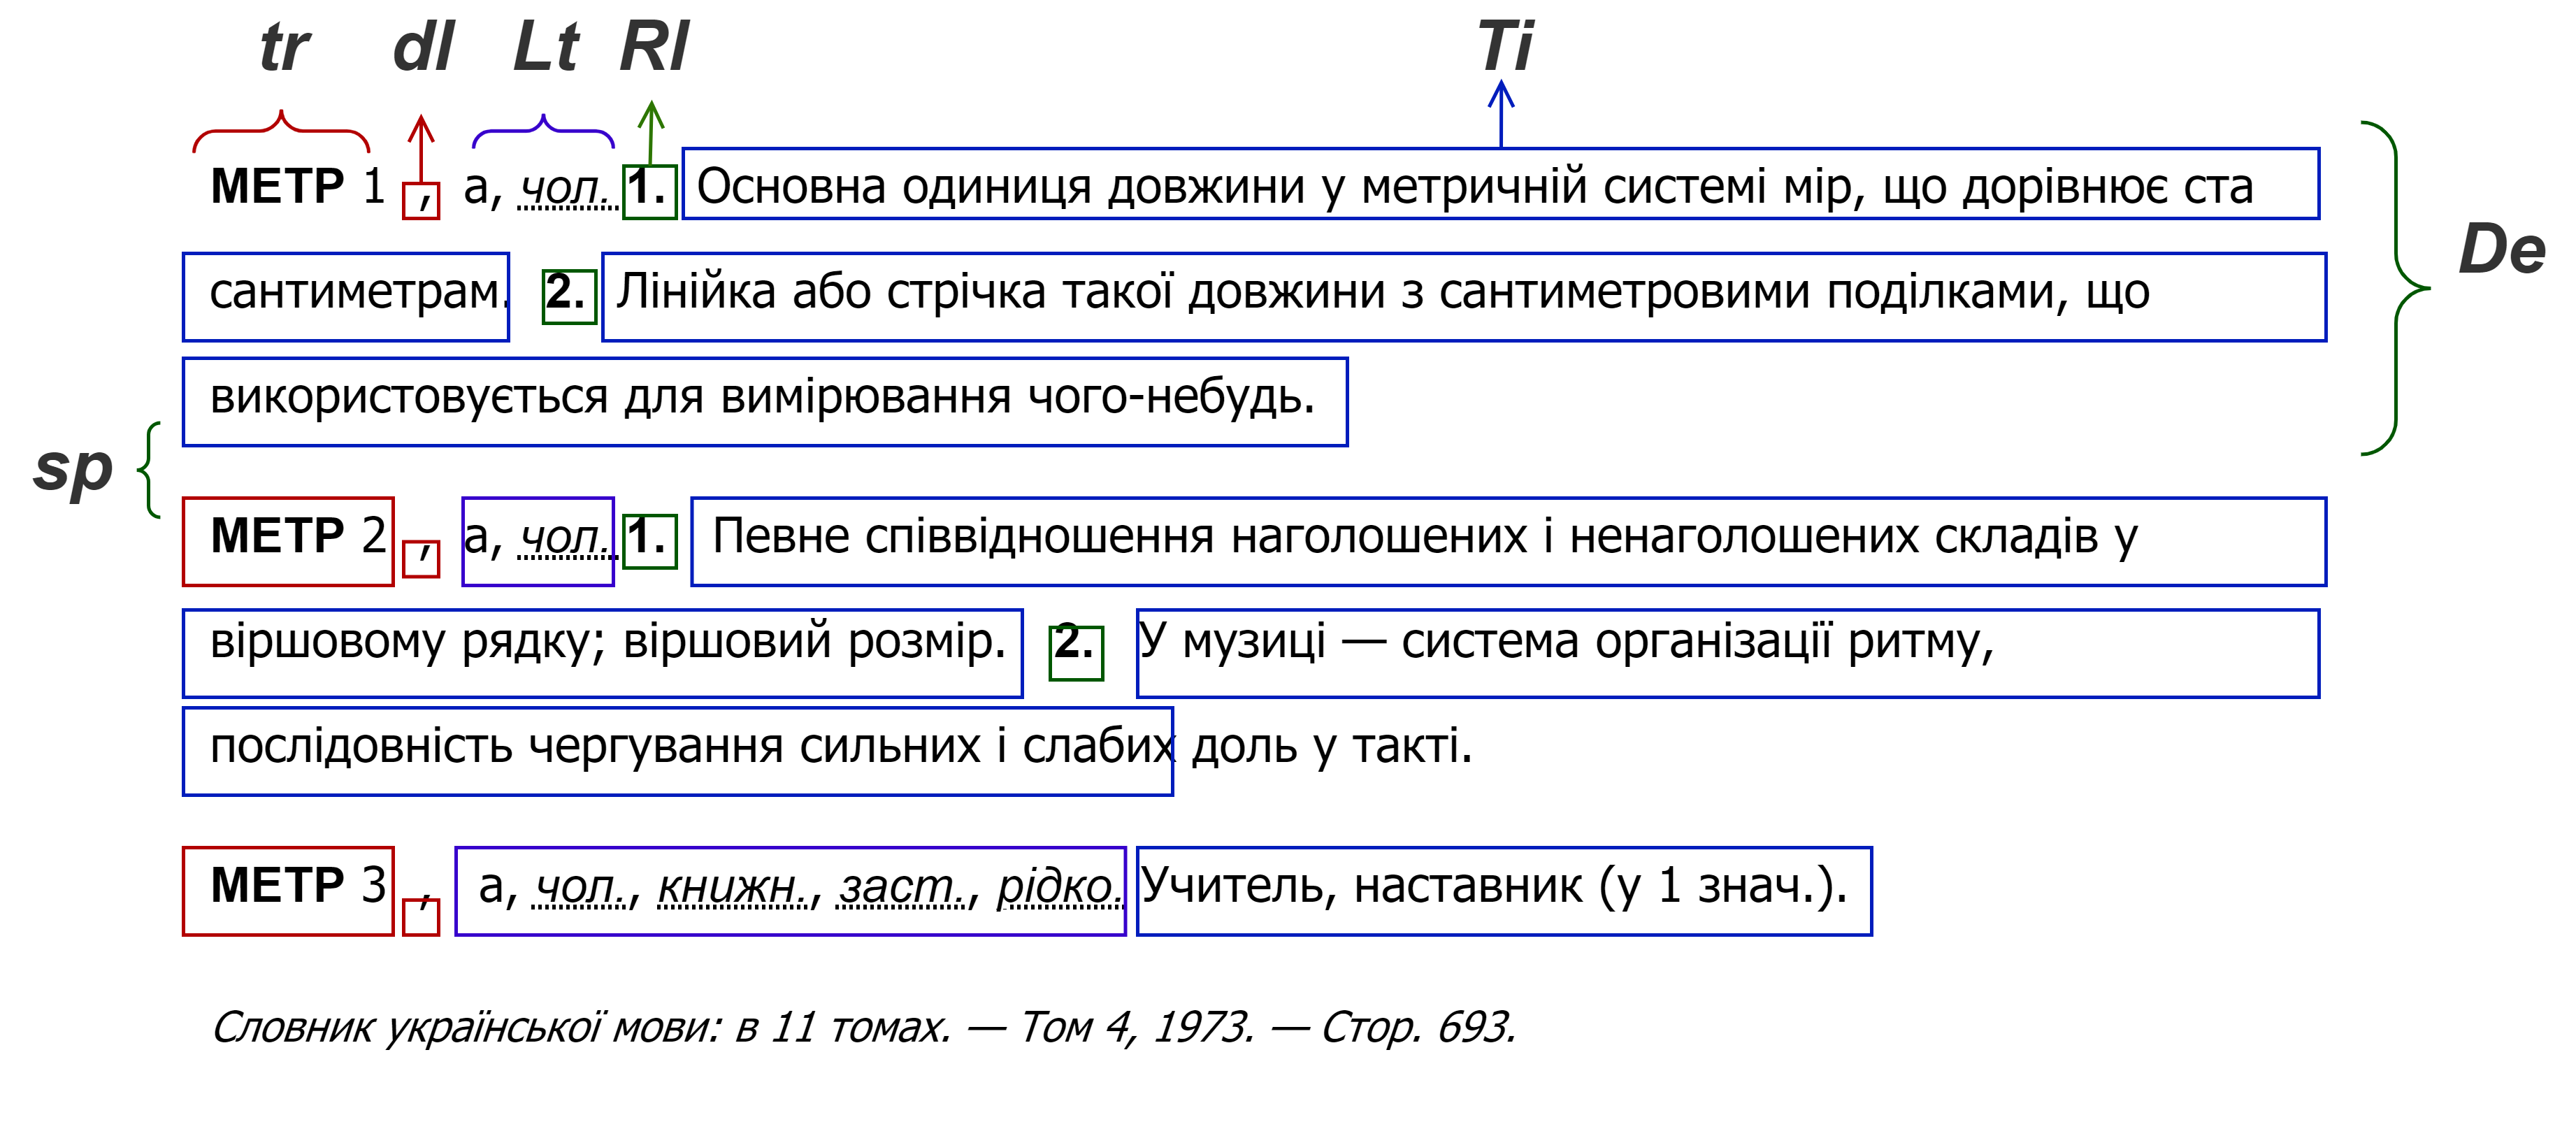 tr dl Lt Rl Ti
МЕТР 1 , а, чол. 1. Основна одиниця довжини у метричній системі мір, що дорівнює ста
De
сантиметрам. 2. Лінійка або стрічка такої довжини з сантиметровими поділками, що
використовується для вимірювання чого-небудь.
sp
МЕТР 2 , а, чол. 1. Певне співвідношення наголошених і ненаголошених складів у
віршовому рядку; віршовий розмір. 2. У музиці — система організації ритму,
послідовність чергування сильних і слабих доль у такті.
МЕТР 3 , а, чол., книжн., заст., рідко. Учитель, наставник (у 1 знач.).
Словник української мови: в 11 томах. — Том 4, 1973. — Стор. 693.